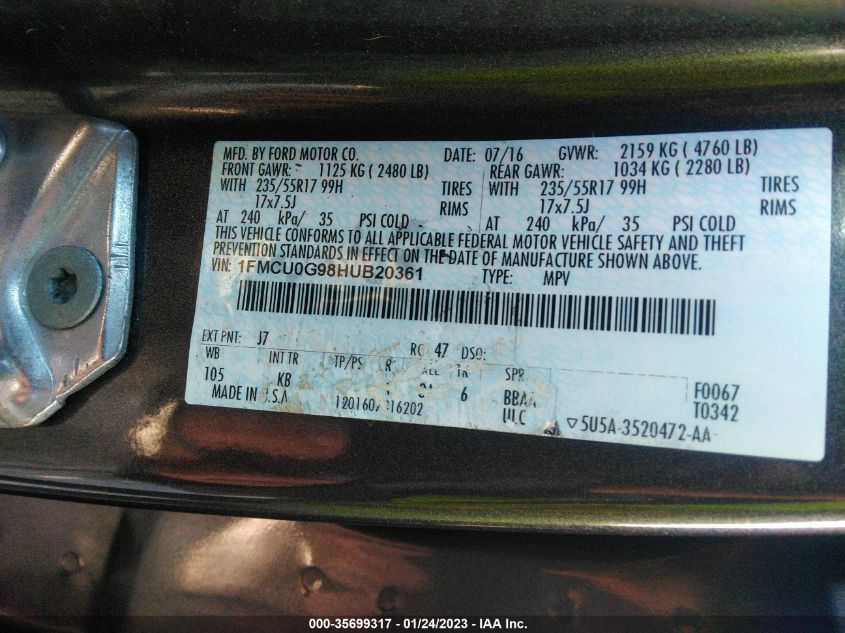 MFD. BY FORD MOTOR CO. DATE: 07/16 GVWR: 2159 KG ( 4760 LB)
FRONT GAWR: 1125 KG ( 2480 LB) REAR GAWR: 1034 KG ( 2280 LB)
WITH 235/55R17 99H TIRES WITH 235/55R17 99H TIRES
17x7.5J RIMS 17x7.5J RIMS
AT 240 kPa/ 35 PSI COLD AT 240 kPa/ 35 PSI COLD
THIS VEHICLE CONFORMS TO ALL APPLICABLE FEDERAL MOTOR VEHICLE SAFETY AND THEFT
PREVENTION STANDARDS IN EFFECT ON THE DATE OF MANUFACTURE SHOWN ABOVE.
VIN: 1FMCU0G98HUB20361 TYPE: MPV
EXT PNT: J7 RC: 47 DSO:
WB INT TR TP/PS R TR SPR
105 KB 6 BBAA F0067
MADE IN U.S.A. ULC T0342
▽5U5A-3520472-AA
000-35699317 - 01/24/2023 - IAA Inc.